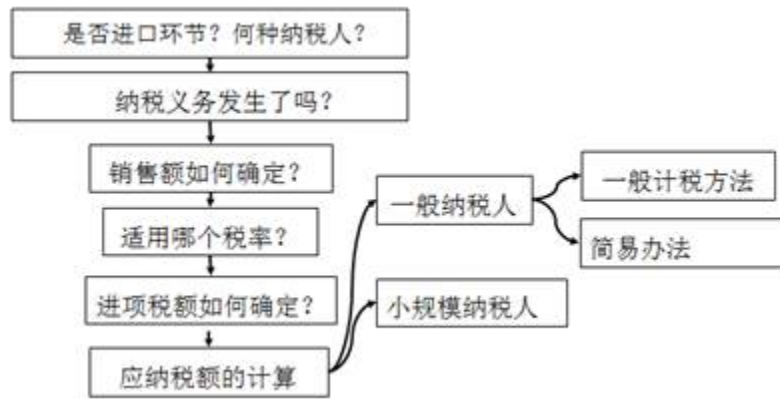 是否进口环节？何种纳税人？
纳税义务发生了吗？
销售额如何确定？
适用哪个税率？
进项税额如何确定？
应纳税额的计算
一般纳税人
小规模纳税人
一般计税方法
简易办法